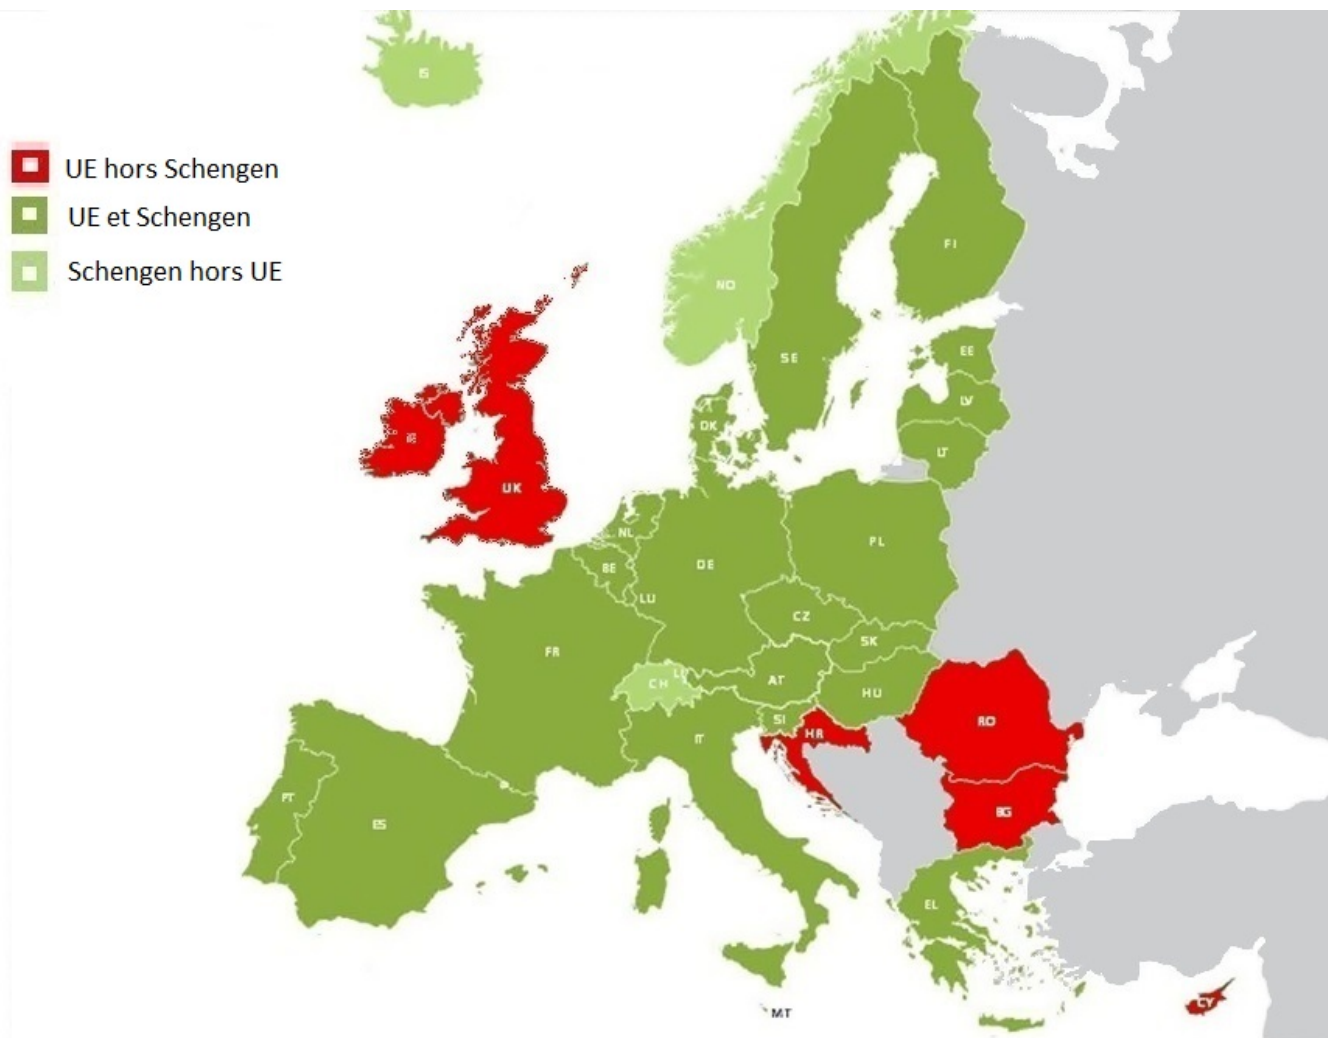 IS
UE hors Schengen
UE et Schengen
Schengen hors UE
FI
NO
SE
EE
LV
DK
LT
IE
UK
NL
PL
BE
DE
LU
CZ
SK
FR
LI
CH
AT
HU
SI
RO
HR
IT
PT
ES
BG
EL
CY
MT